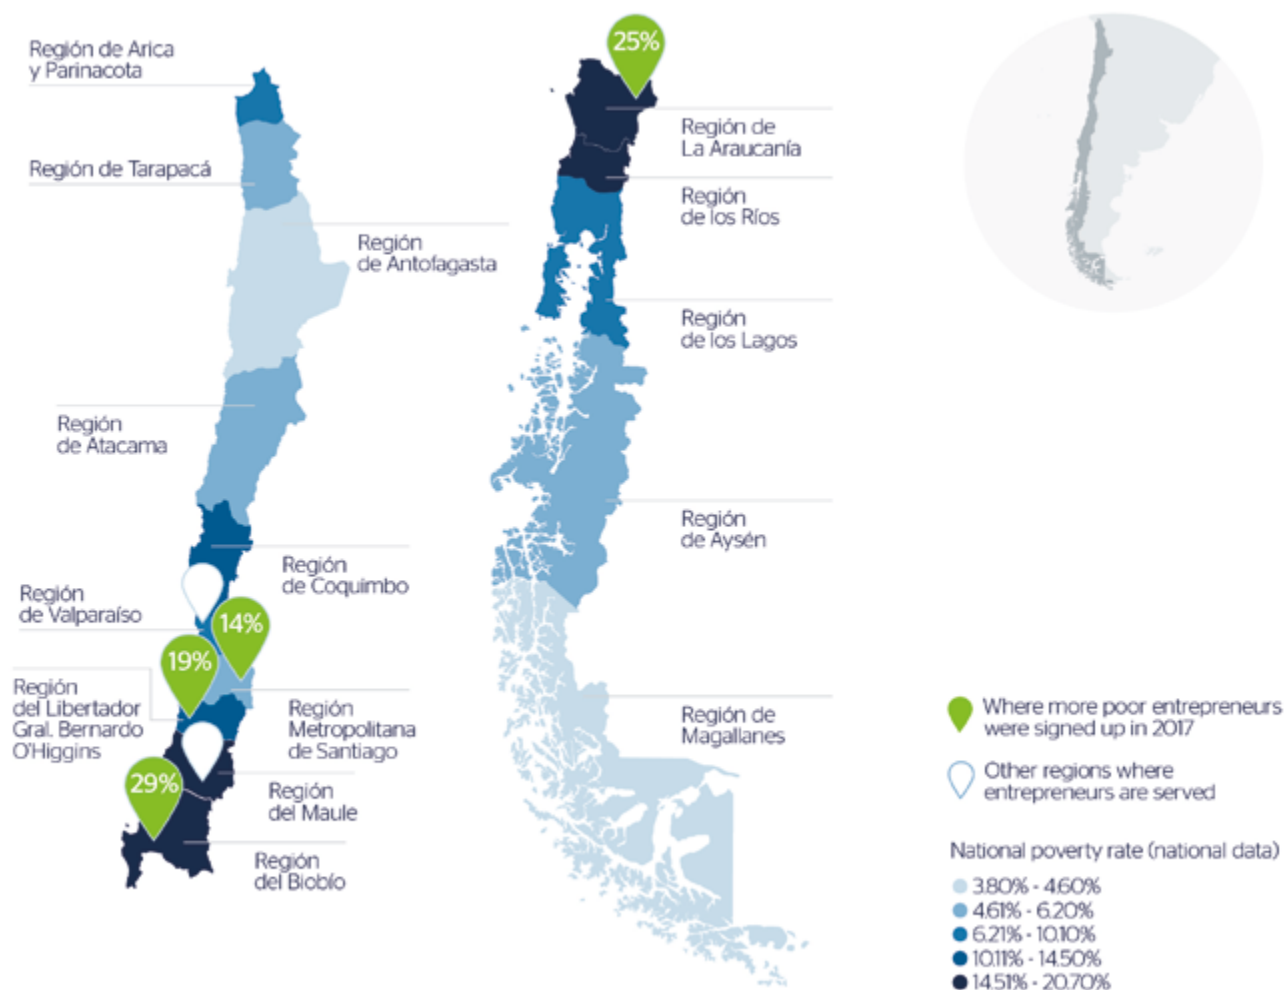 Región de Arica
y Parinacota
Región de Tarapacá
Región
de Antofagasta
Región
de Atacama
Región
de Coquimbo
Región
de Valparaíso
14%
19%
Región
del Libertador
Gral. Bernardo
O'Higgins
Región
Metropolitana
de Santiago
29%
Región
del Maule
Región
del Biobío
25%
Región de
La Araucanía
Región
de los Ríos
Región
de los Lagos
Región
de Aysén
Región de
Magallanes
Where more poor entrepreneurs
were signed up in 2017
Other regions where
entrepreneurs are served
National poverty rate (national data)
3.80% - 4.60%
4.61% - 6.20%
6.21% - 10.10%
10.11% - 14.50%
14.51% - 20.70%